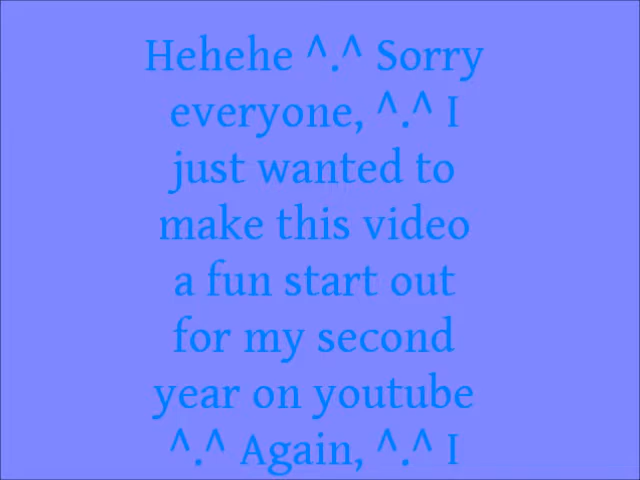 Hehehe ^.^ Sorry
everyone, ^.^ I
just wanted to
make this video
a fun start out
for my second
year on youtube
^.^ Again, ^.^ I